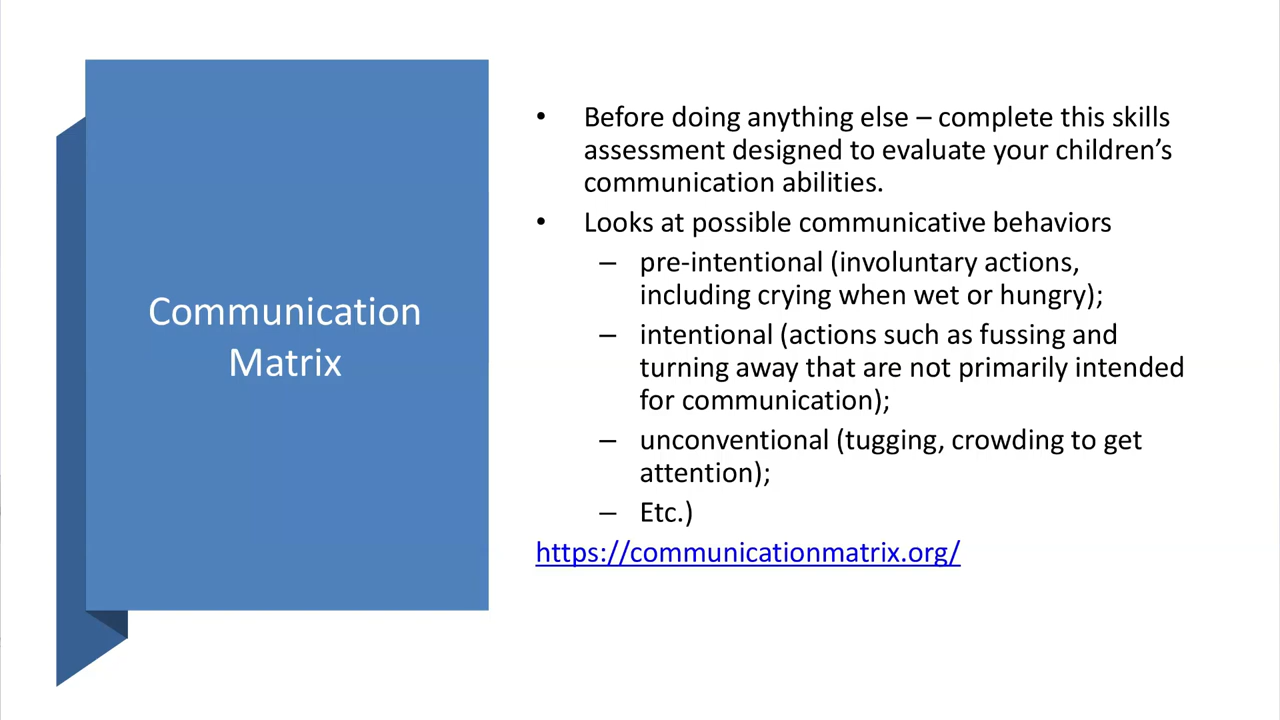 Communication
Matrix
• Before doing anything else – complete this skills
assessment designed to evaluate your children’s
communication abilities.
• Looks at possible communicative behaviors
– pre-intentional (involuntary actions,
including crying when wet or hungry);
– intentional (actions such as fussing and
turning away that are not primarily intended
for communication);
– unconventional (tugging, crowding to get
attention);
– Etc.)
https://communicationmatrix.org/